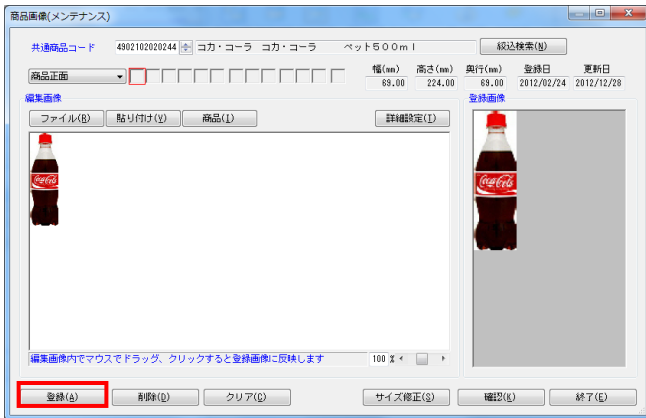 商品画像(メンテナンス)
共通商品コード 4902102020244 コカ・コーラ コカ・コーラ ペット500ml 絞込検索(N)
商品正面 幅(mm) 高さ(mm) 奥行(mm) 登録日 更新日
69.00 224.00 69.00 2012/02/24 2012/12/28
編集画像 登録画像
ファイル(B) 貼り付け(V) 商品(I) 詳細設定(T)
Coca-Cola
Coca-Cola
編集画像内でマウスでドラッグ、クリックすると登録画像に反映します 100 %
登録(A) 削除(D) クリア(C) サイズ修正(S) 確認(K) 終了(E)